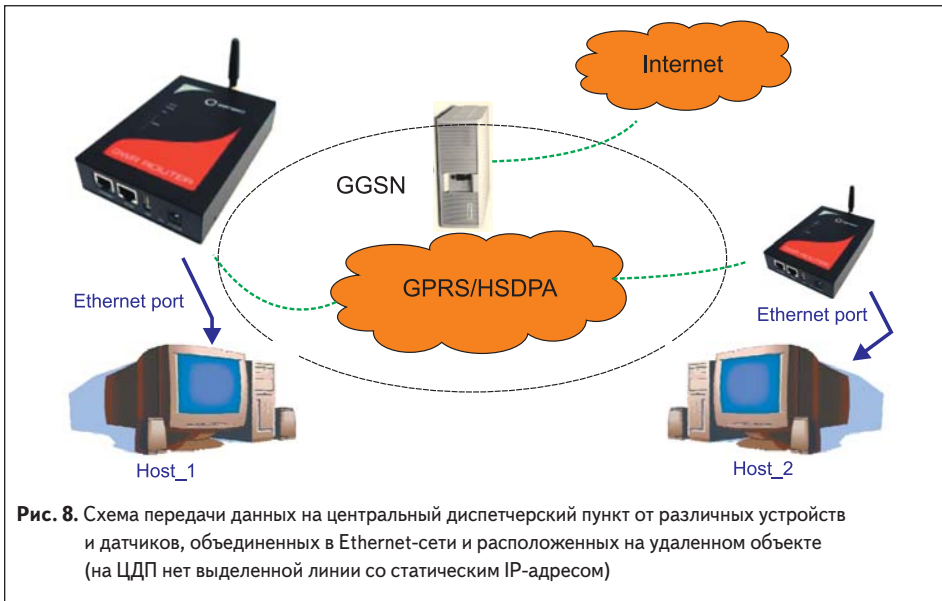 Internet
GGSN
GWR ROUTER
GPRS/HSDPA
Ethernet port
Ethernet port
Host_1
Host_2
Рис. 8. Схема передачи данных на центральный диспетчерский пункт от различных устройств
и датчиков, объединенных в Ethernet-сети и расположенных на удаленном объекте
(на ЦДП нет выделенной линии со статическим IP-адресом)